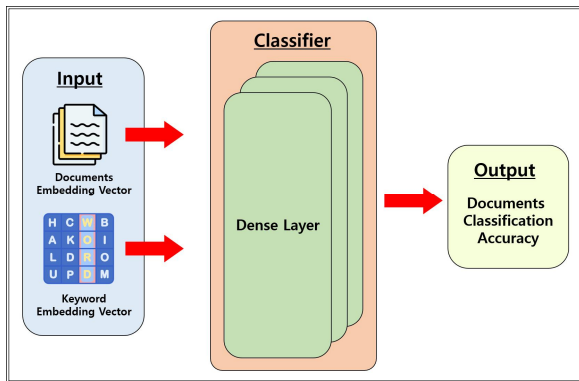 Input
Documents
Embedding Vector
H C W B
A K O I
L D R O
U P D M
Keyword
Embedding Vector
Classifier
Dense Layer
Output
Documents
Classification
Accuracy